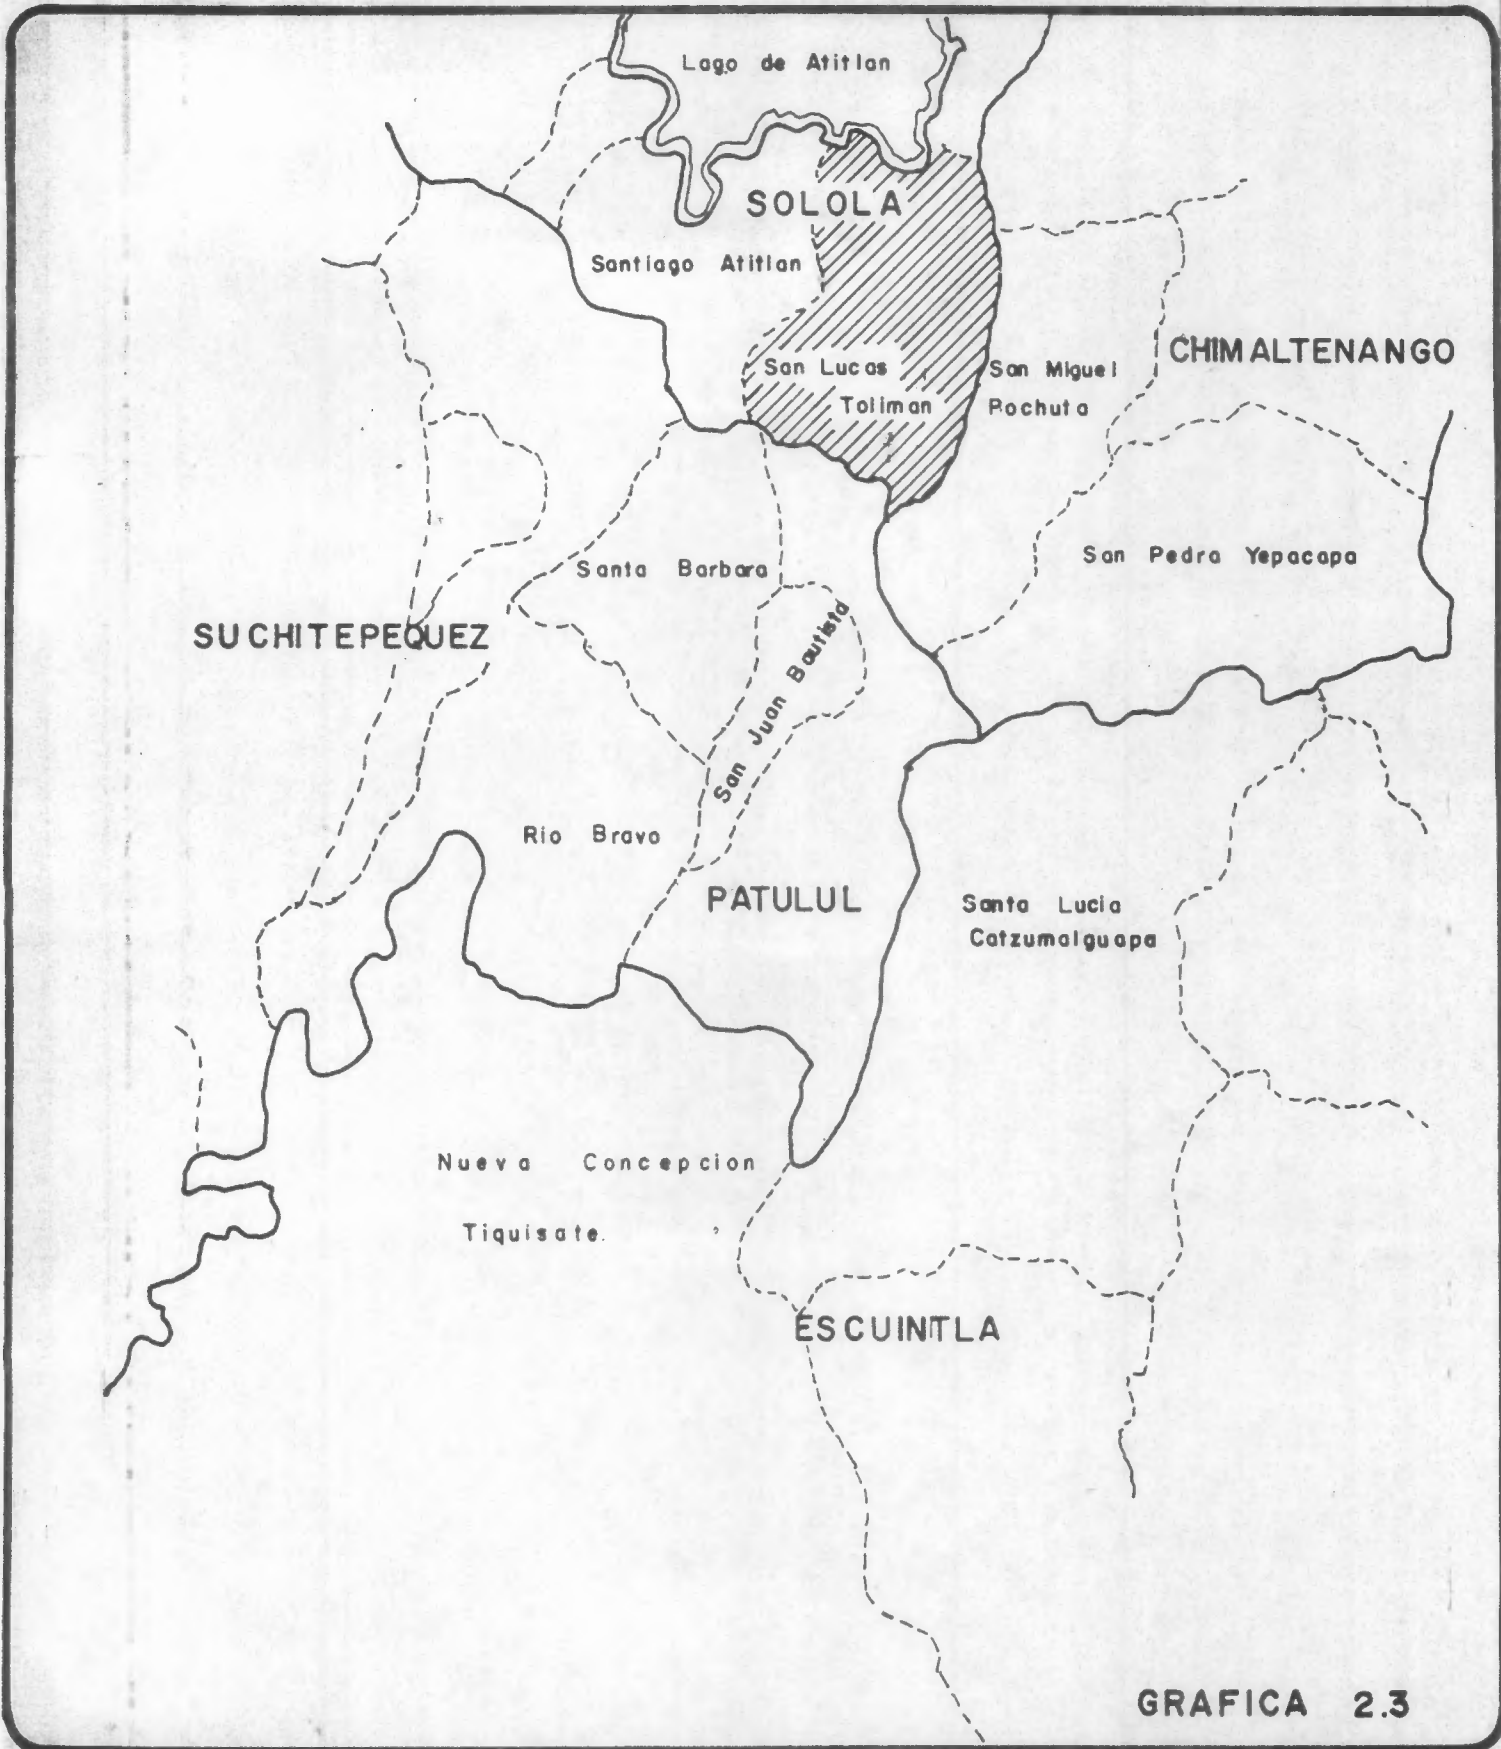 Lago de Atitlan
SOLOLA
Santiago Atitlan
CHIMALTENANGO
San Lucas
Toliman
San Miguel
Pochuta
San Pedro Yepacapa
Santa Barbara
SUCHITEPEQUEZ
San Juan Bautista
Rio Bravo
PATULUL
Santa Lucia
Cotzumalguapa
Nueva Concepcion
Tiquisate.
ESCUINTLA
GRAFICA 2.3